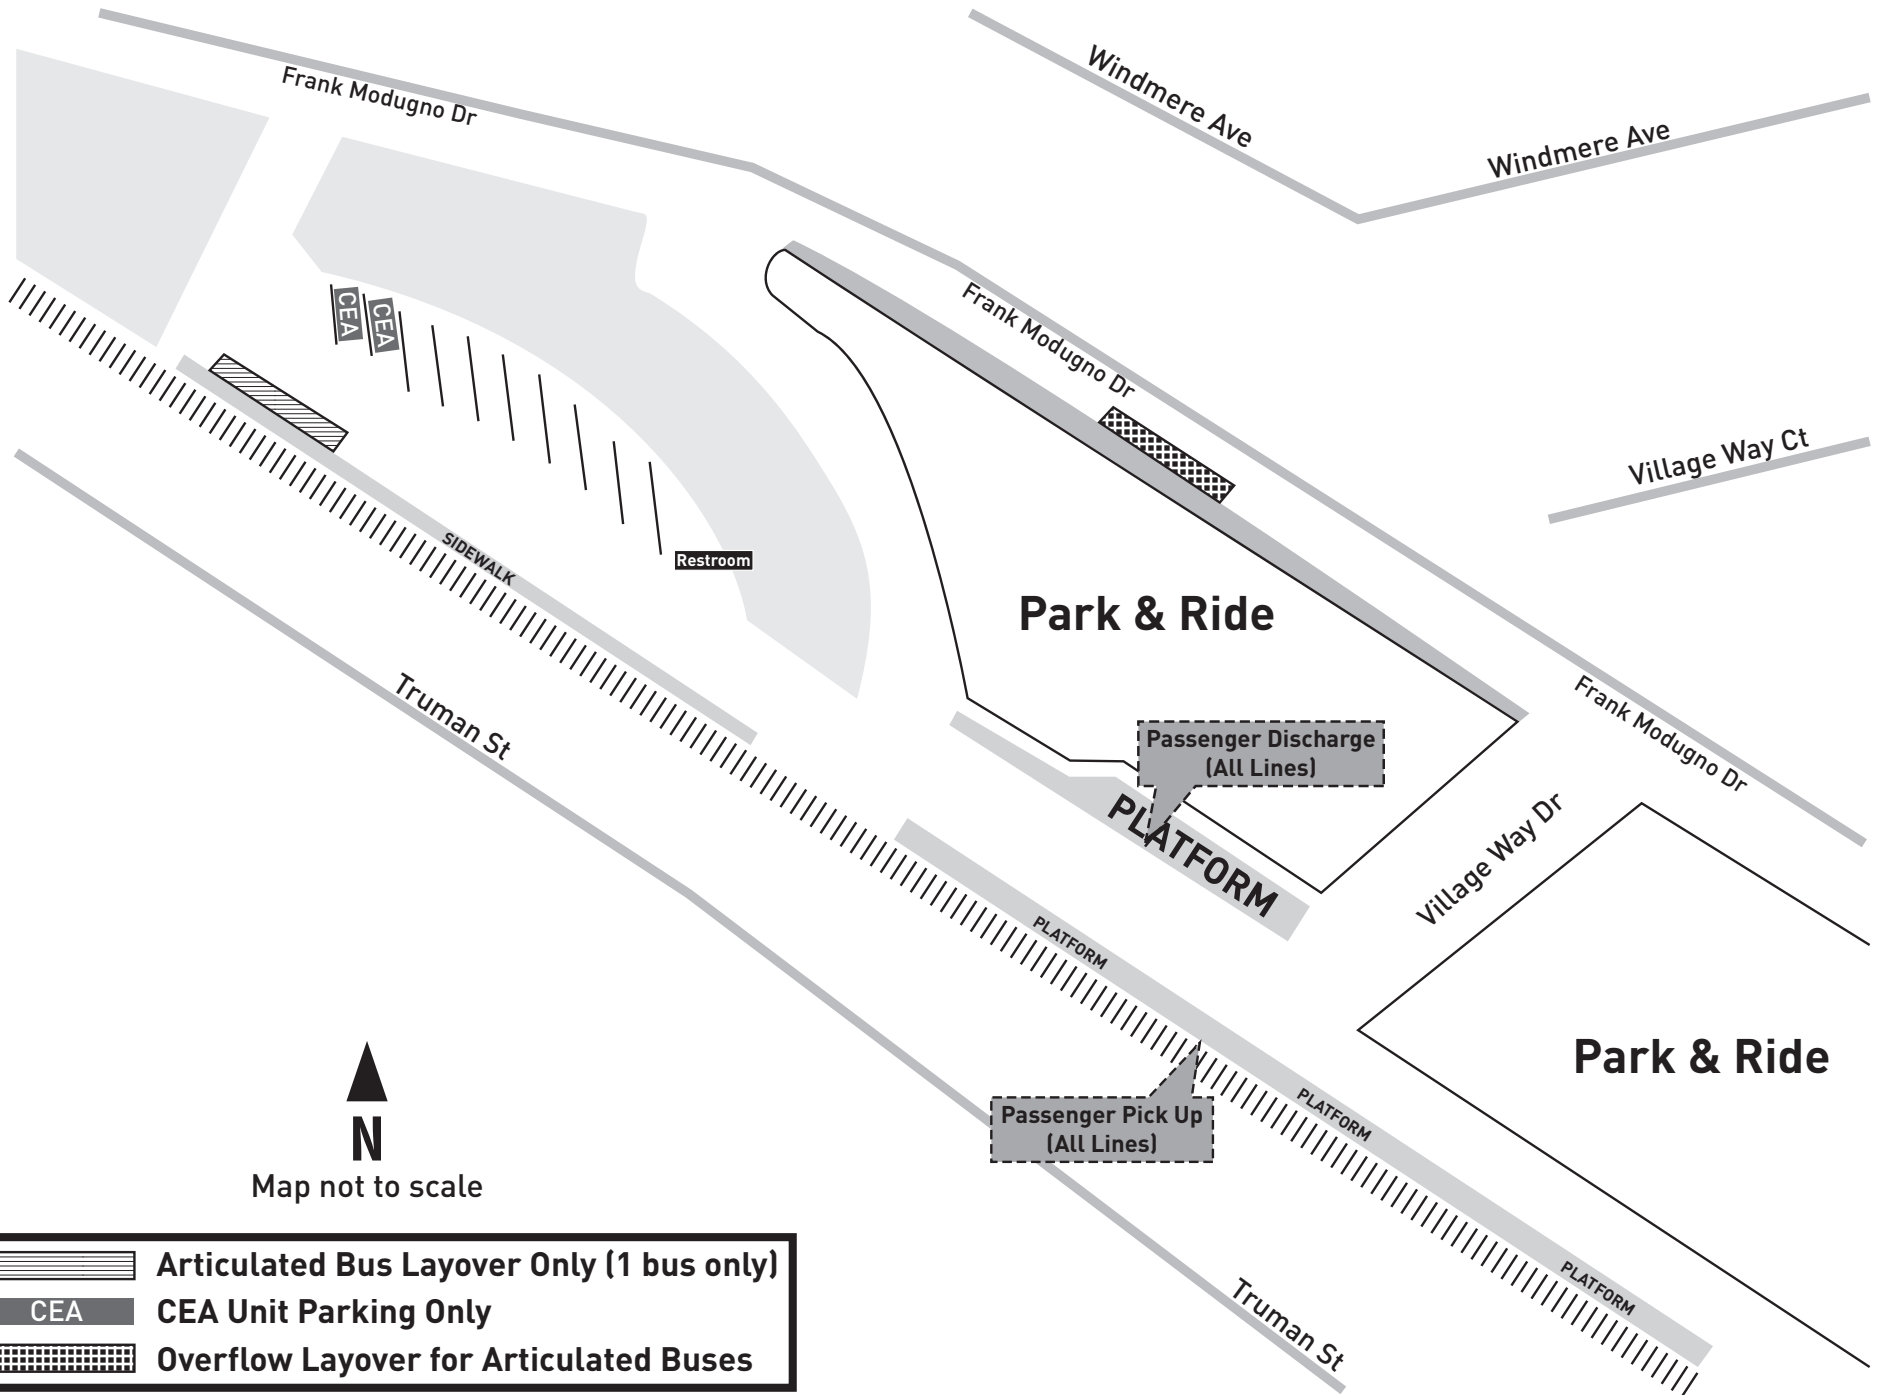 Windmere Ave
Windmere Ave
Frank Modugno Dr
CEA
CEA
Frank Modugno Dr
Village Way Ct
SIDEWALK
Restroom
Park & Ride
Truman St
Frank Modugno Dr
Passenger Discharge
(All Lines)
PLATFORM
Village Way Dr
PLATFORM
Park & Ride
Passenger Pick Up
(All Lines)
PLATFORM
N
Map not to scale
PLATFORM
Truman St
Articulated Bus Layover Only (1 bus only)
CEA
CEA Unit Parking Only
Overflow Layover for Articulated Buses